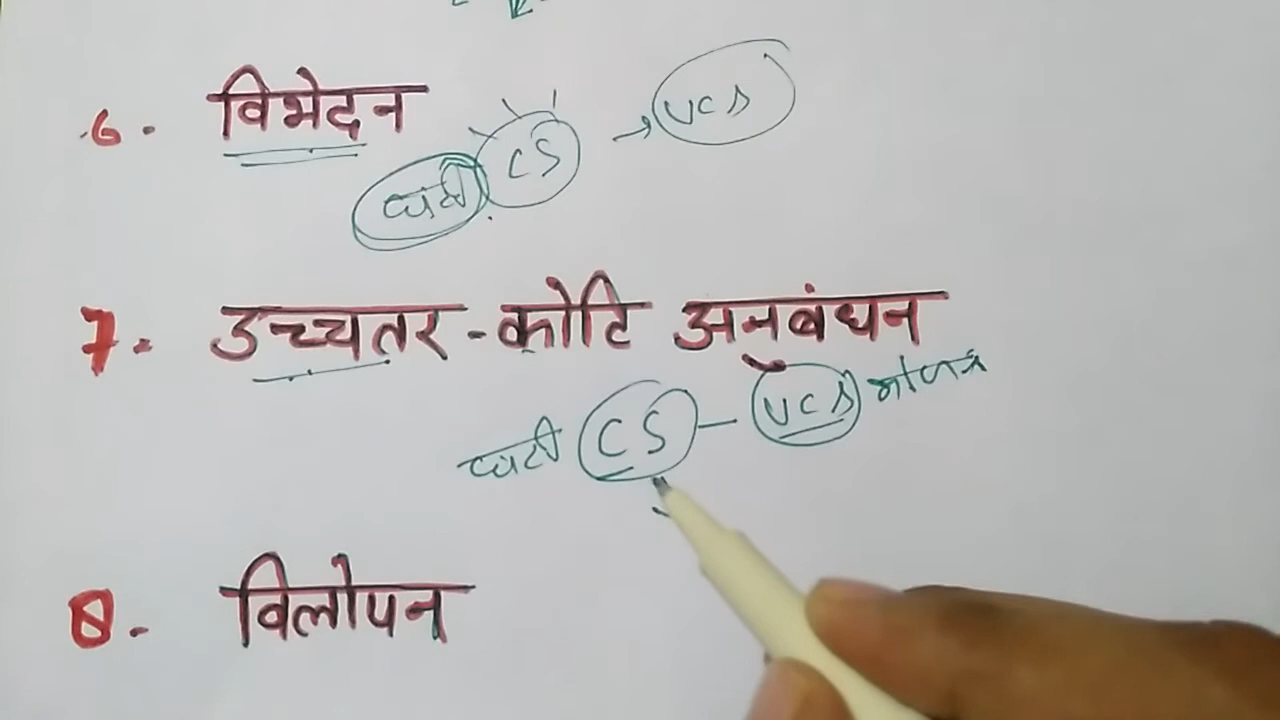 6. विभेदन
घंटी CS → UCS
7. उच्चतर-कोटि अनुबंधन
घंटी CS - UCS भोजन
8. विलोपन